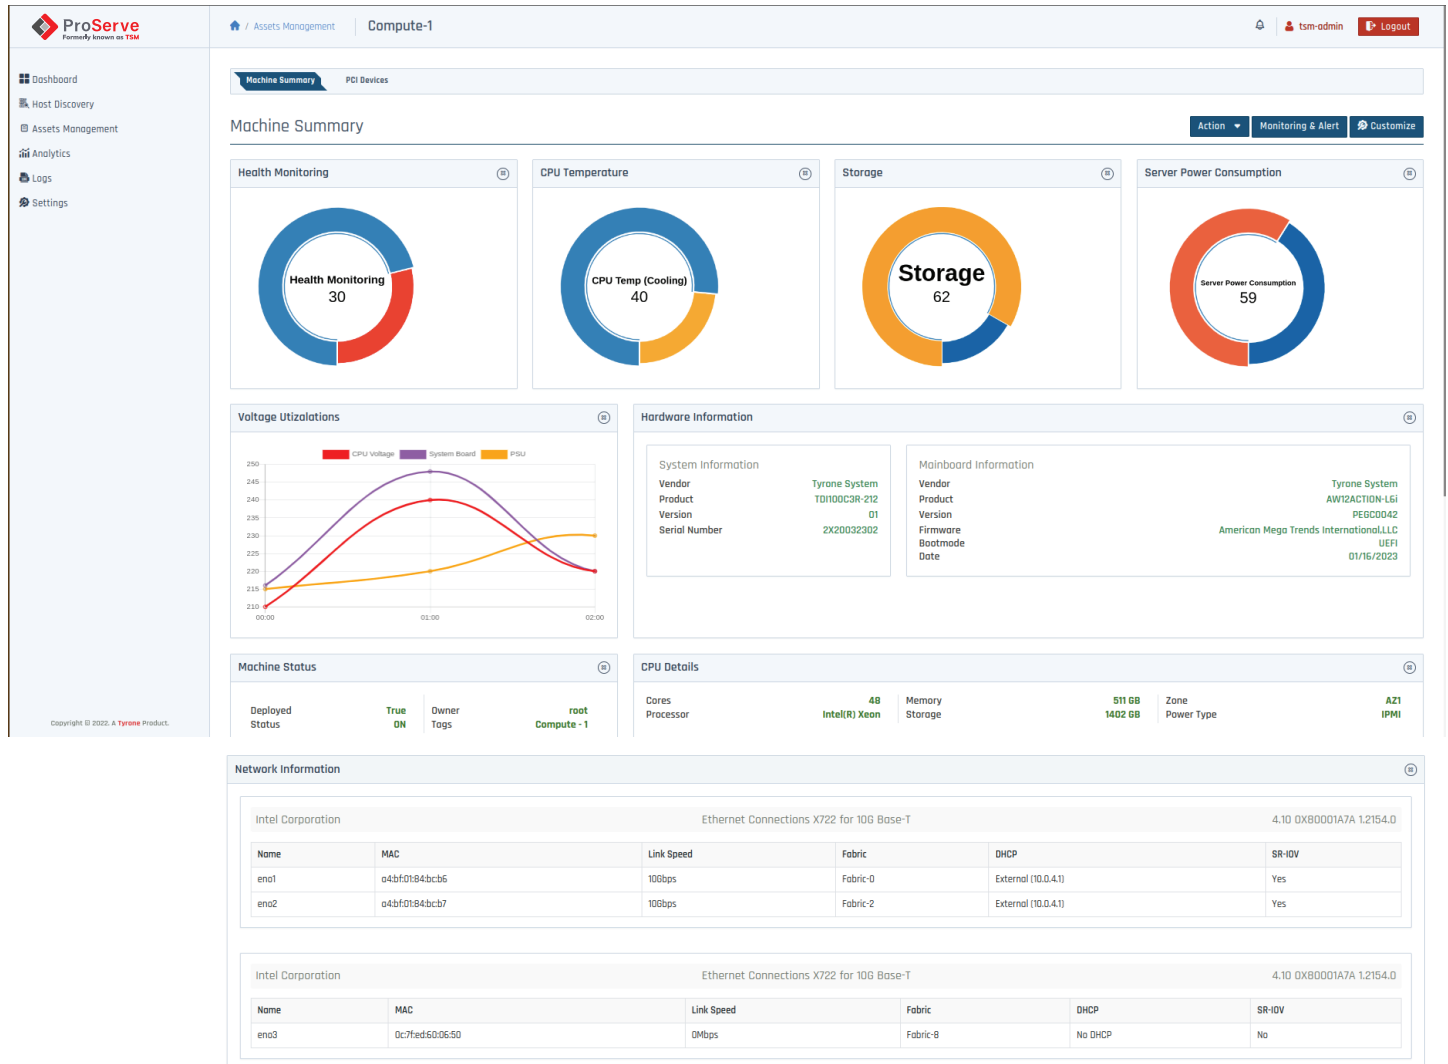 ProServe
Formerly known as TSM
/ Assets Management
Compute-1
tsm-admin
Logout
Dashboard
Host Discovery
Assets Management
Analytics
Logs
Settings
Copyright © 2022. A Tyrone Product.
Machine Summary
PCI Devices
Machine Summary
Action
Monitoring & Alert
Customize
Health Monitoring
CPU Temperature
Storage
Server Power Consumption
Health Monitoring
30
CPU Temp (Cooling)
40
Storage
62
Server Power Consumption
59
Voltage Utizalations
CPU Voltage
System Board
PSU
250
245
240
235
230
225
220
215
210
00:00
01:00
02:00
Hardware Information
System Information
Vendor Tyrone System
Product TDI100C3R-212
Version 01
Serial Number 2X20032302
Mainboard Information
Vendor Tyrone System
Product AW12ACTION-L6i
Version PEGC0042
Firmware American Mega Trends International,LLC
Bootmode UEFI
Date 01/16/2023
Machine Status
Deployed True Owner root
Status ON Tags Compute - 1
CPU Details
Cores 48 Memory 511 GB Zone AZ1
Processor Intel(R) Xeon Storage 1402 GB Power Type IPMI
Network Information
Intel Corporation Ethernet Connections X722 for 10G Base-T 4.10 0X80001A7A 1.2154.0
Name MAC Link Speed Fabric DHCP SR-IOV
eno1 a4:bf:01:84:bc:b6 10Gbps Fabric-0 External (10.0.4.1) Yes
eno2 a4:bf:01:84:bc:b7 10Gbps Fabric-2 External (10.0.4.1) Yes
Intel Corporation Ethernet Connections X722 for 10G Base-T 4.10 0X80001A7A 1.2154.0
Name MAC Link Speed Fabric DHCP SR-IOV
eno3 0c:7f:ed:60:06:50 0Mbps Fabric-8 No DHCP No